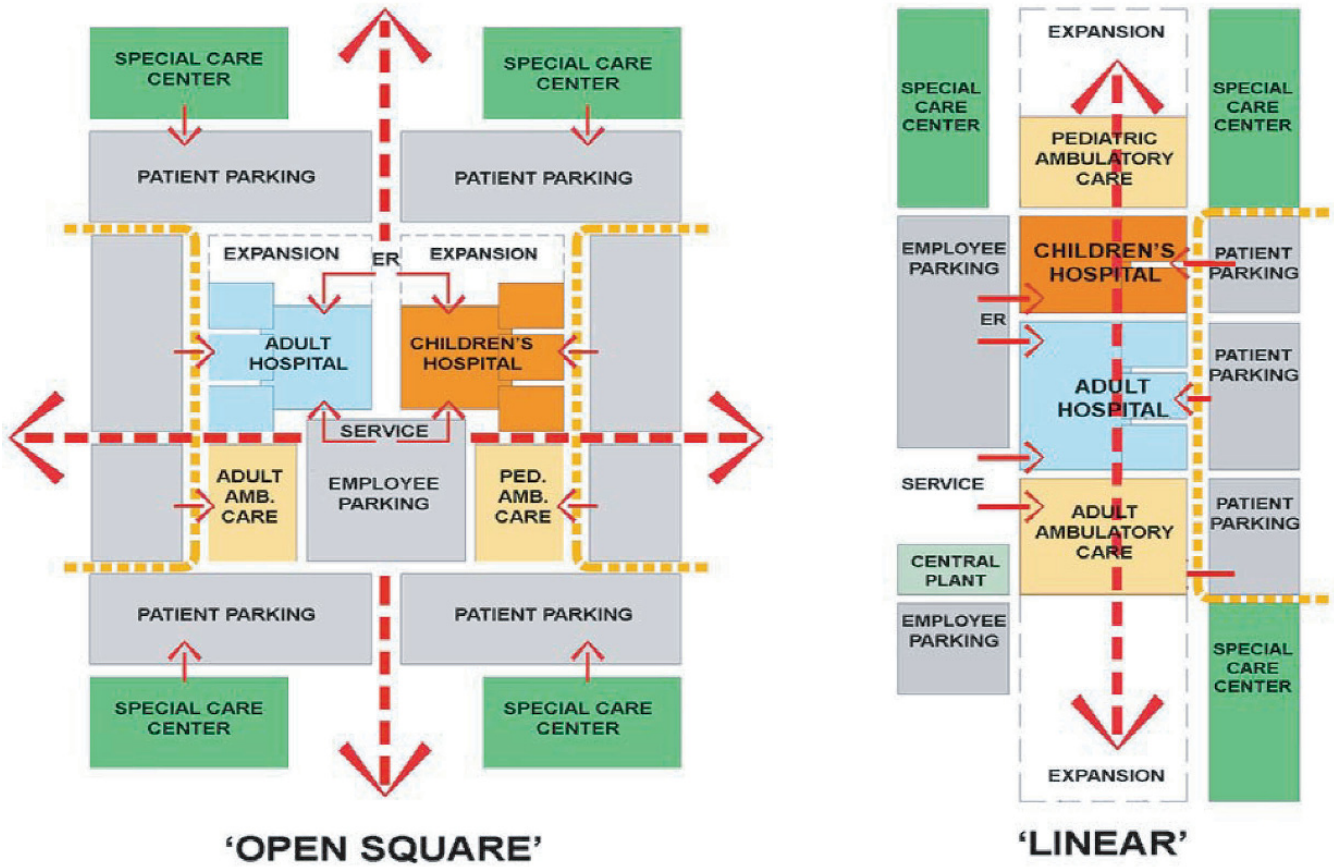 SPECIAL CARE
CENTER
SPECIAL CARE
CENTER
PATIENT PARKING
PATIENT PARKING
EXPANSION
ER
EXPANSION
ADULT
HOSPITAL
CHILDREN'S
HOSPITAL
SERVICE
ADULT
AMB.
CARE
EMPLOYEE
PARKING
PED.
AMB.
CARE
PATIENT PARKING
PATIENT PARKING
SPECIAL CARE
CENTER
SPECIAL CARE
CENTER
'OPEN SQUARE'
EXPANSION
SPECIAL
CARE
CENTER
PEDIATRIC
AMBULATORY
CARE
SPECIAL
CARE
CENTER
EMPLOYEE
PARKING
CHILDREN'S
HOSPITAL
PATIENT
PARKING
ER
ADULT
HOSPITAL
PATIENT
PARKING
SERVICE
ADULT
AMBULATORY
CARE
PATIENT
PARKING
CENTRAL
PLANT
EMPLOYEE
PARKING
SPECIAL
CARE
CENTER
EXPANSION
'LINEAR'